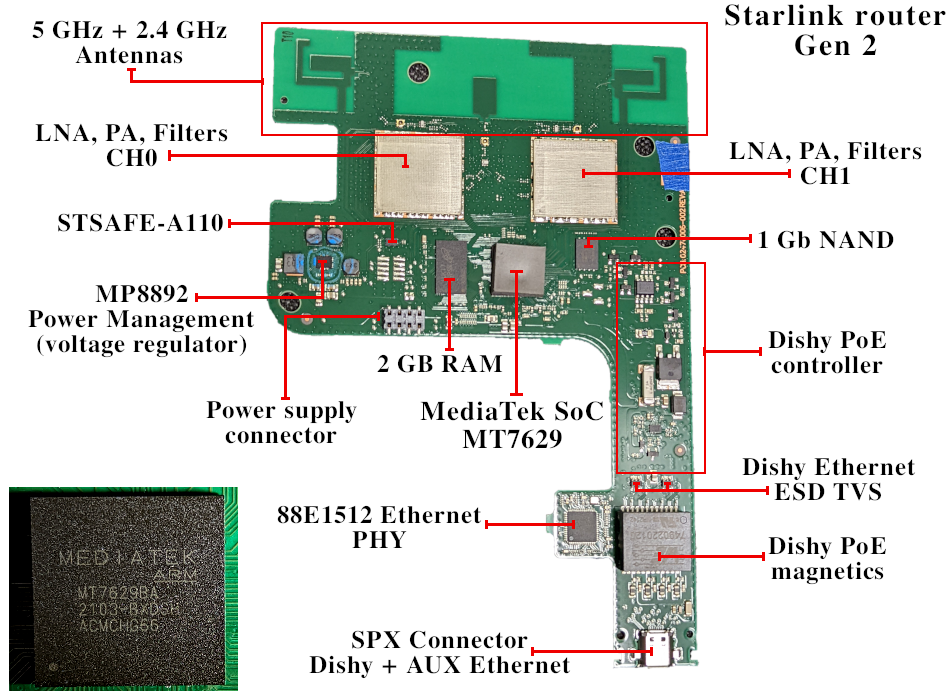 Starlink router
Gen 2
5 GHz + 2.4 GHz
Antennas
T10
LNA, PA, Filters
CH0
LNA, PA, Filters
CH1
STSAFE-A110
1 Gb NAND
MP8892
Power Management
(voltage regulator)
2 GB RAM
Dishy PoE
controller
Power supply
connector
MediaTek SoC
MT7629
Dishy Ethernet
ESD TVS
88E1512 Ethernet
PHY
Dishy PoE
magnetics
SPX Connector
Dishy + AUX Ethernet
MEDIATEK
ARM
MT7629BA
2103-BXDSH
ACMCHG66